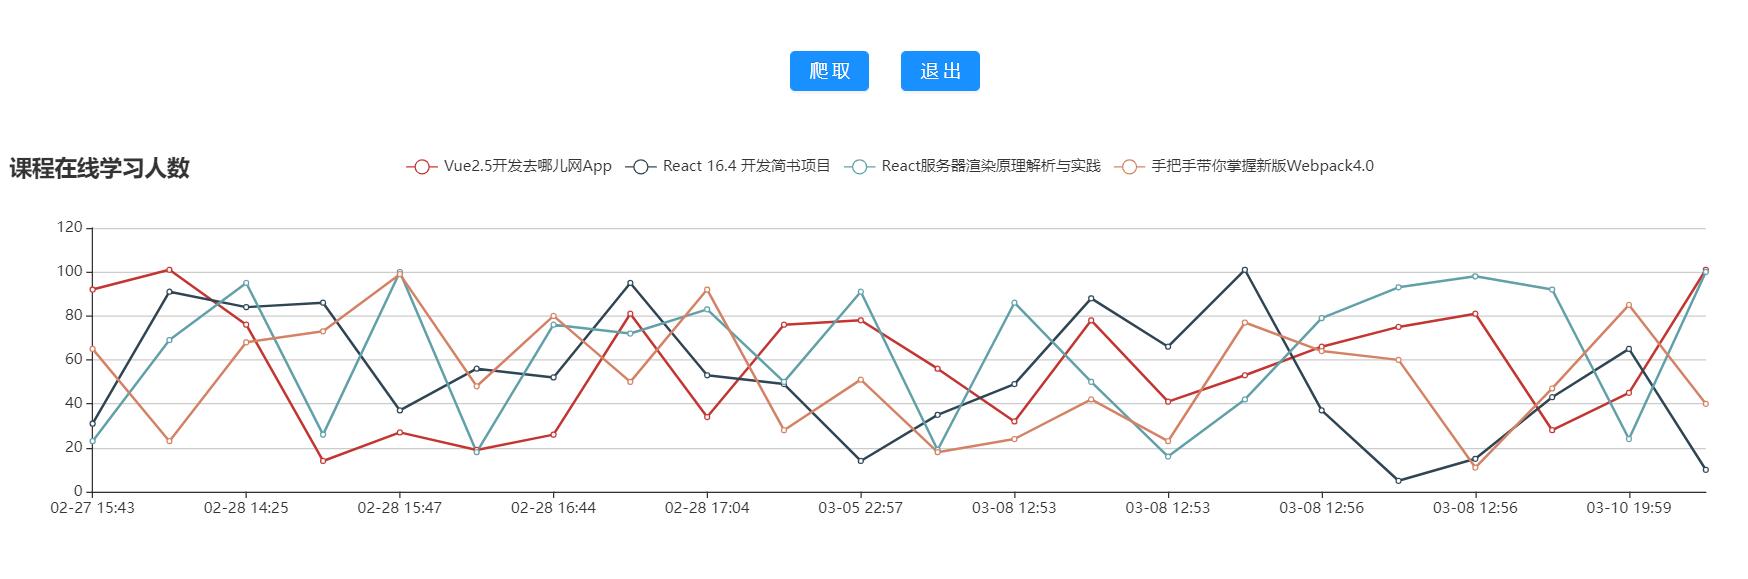 爬 取 退 出
课程在线学习人数
Vue2.5开发去哪儿网App React 16.4 开发简书项目 React服务器渲染原理解析与实践 手把手带你掌握新版Webpack4.0
120
100
80
60
40
20
0
02-27 15:43 02-28 14:25 02-28 15:47 02-28 16:44 02-28 17:04 03-05 22:57 03-08 12:53 03-08 12:53 03-08 12:56 03-08 12:56 03-10 19:59